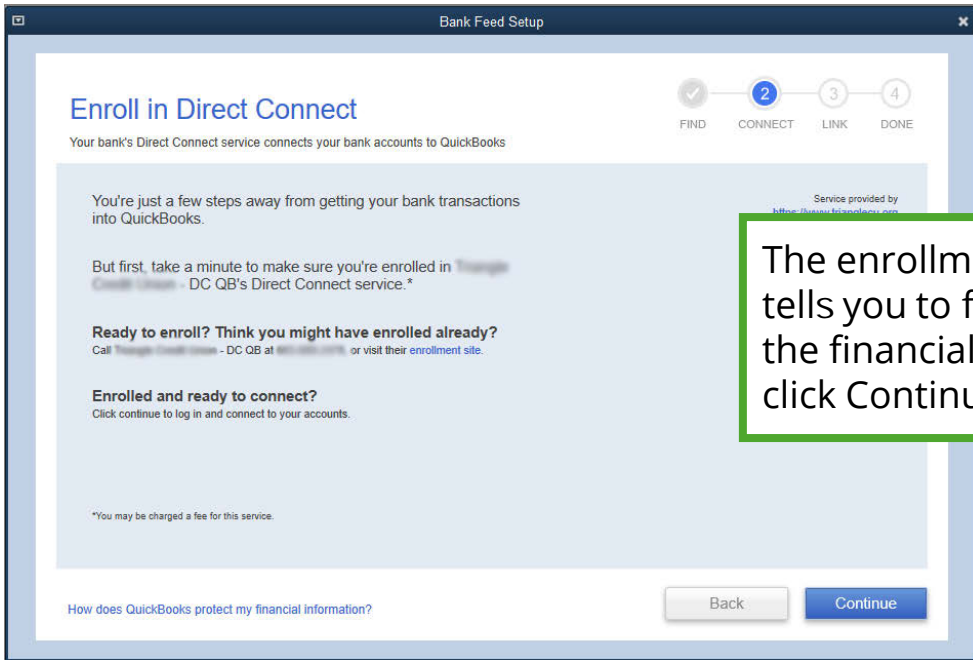 Bank Feed Setup
Enroll in Direct Connect
Your bank's Direct Connect service connects your bank accounts to QuickBooks
2 3 4
FIND CONNECT LINK DONE
You're just a few steps away from getting your bank transactions
into QuickBooks.
Service provided by
But first, take a minute to make sure you're enrolled in
- DC QB's Direct Connect service.*
Ready to enroll? Think you might have enrolled already?
Call - DC QB at or visit their enrollment site.
Enrolled and ready to connect?
Click continue to log in and connect to your accounts.
*You may be charged a fee for this service.
The
tells you to
the financial
click
How does QuickBooks protect my financial information?
Back Continue